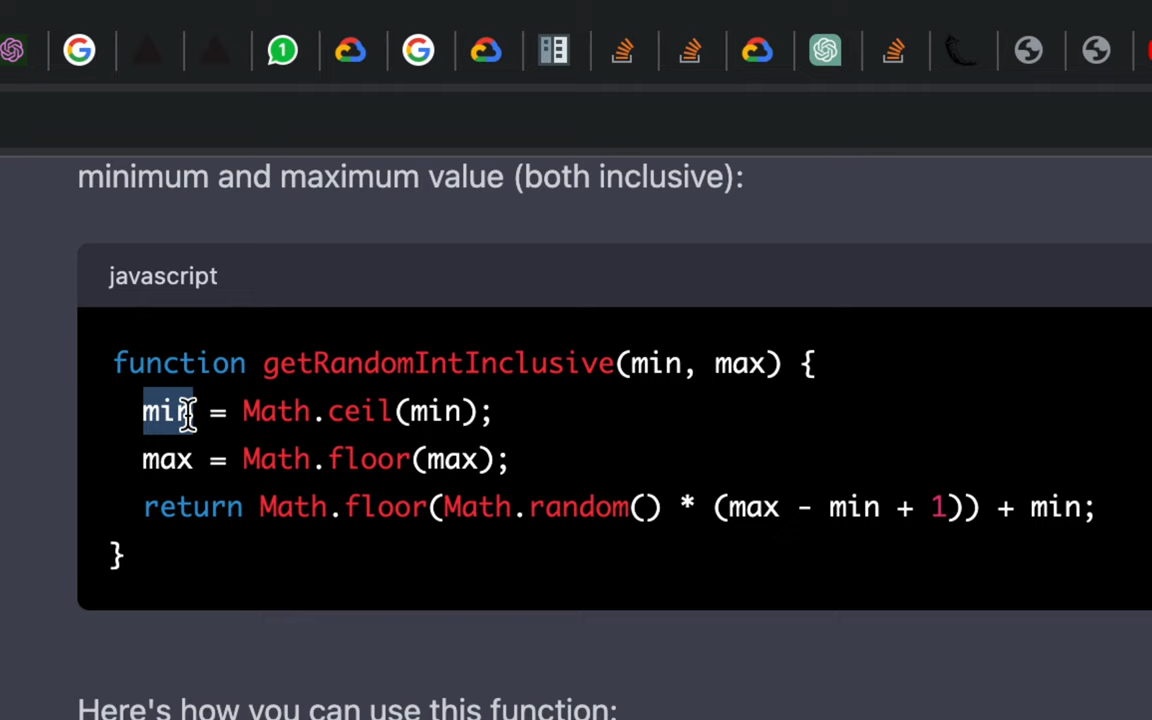 1
minimum and maximum value (both inclusive):
javascript
function getRandomIntInclusive(min, max) {
min = Math.ceil(min);
max = Math.floor(max);
return Math.floor(Math.random() * (max - min + 1)) + min;
}
Here's how you can use this function: